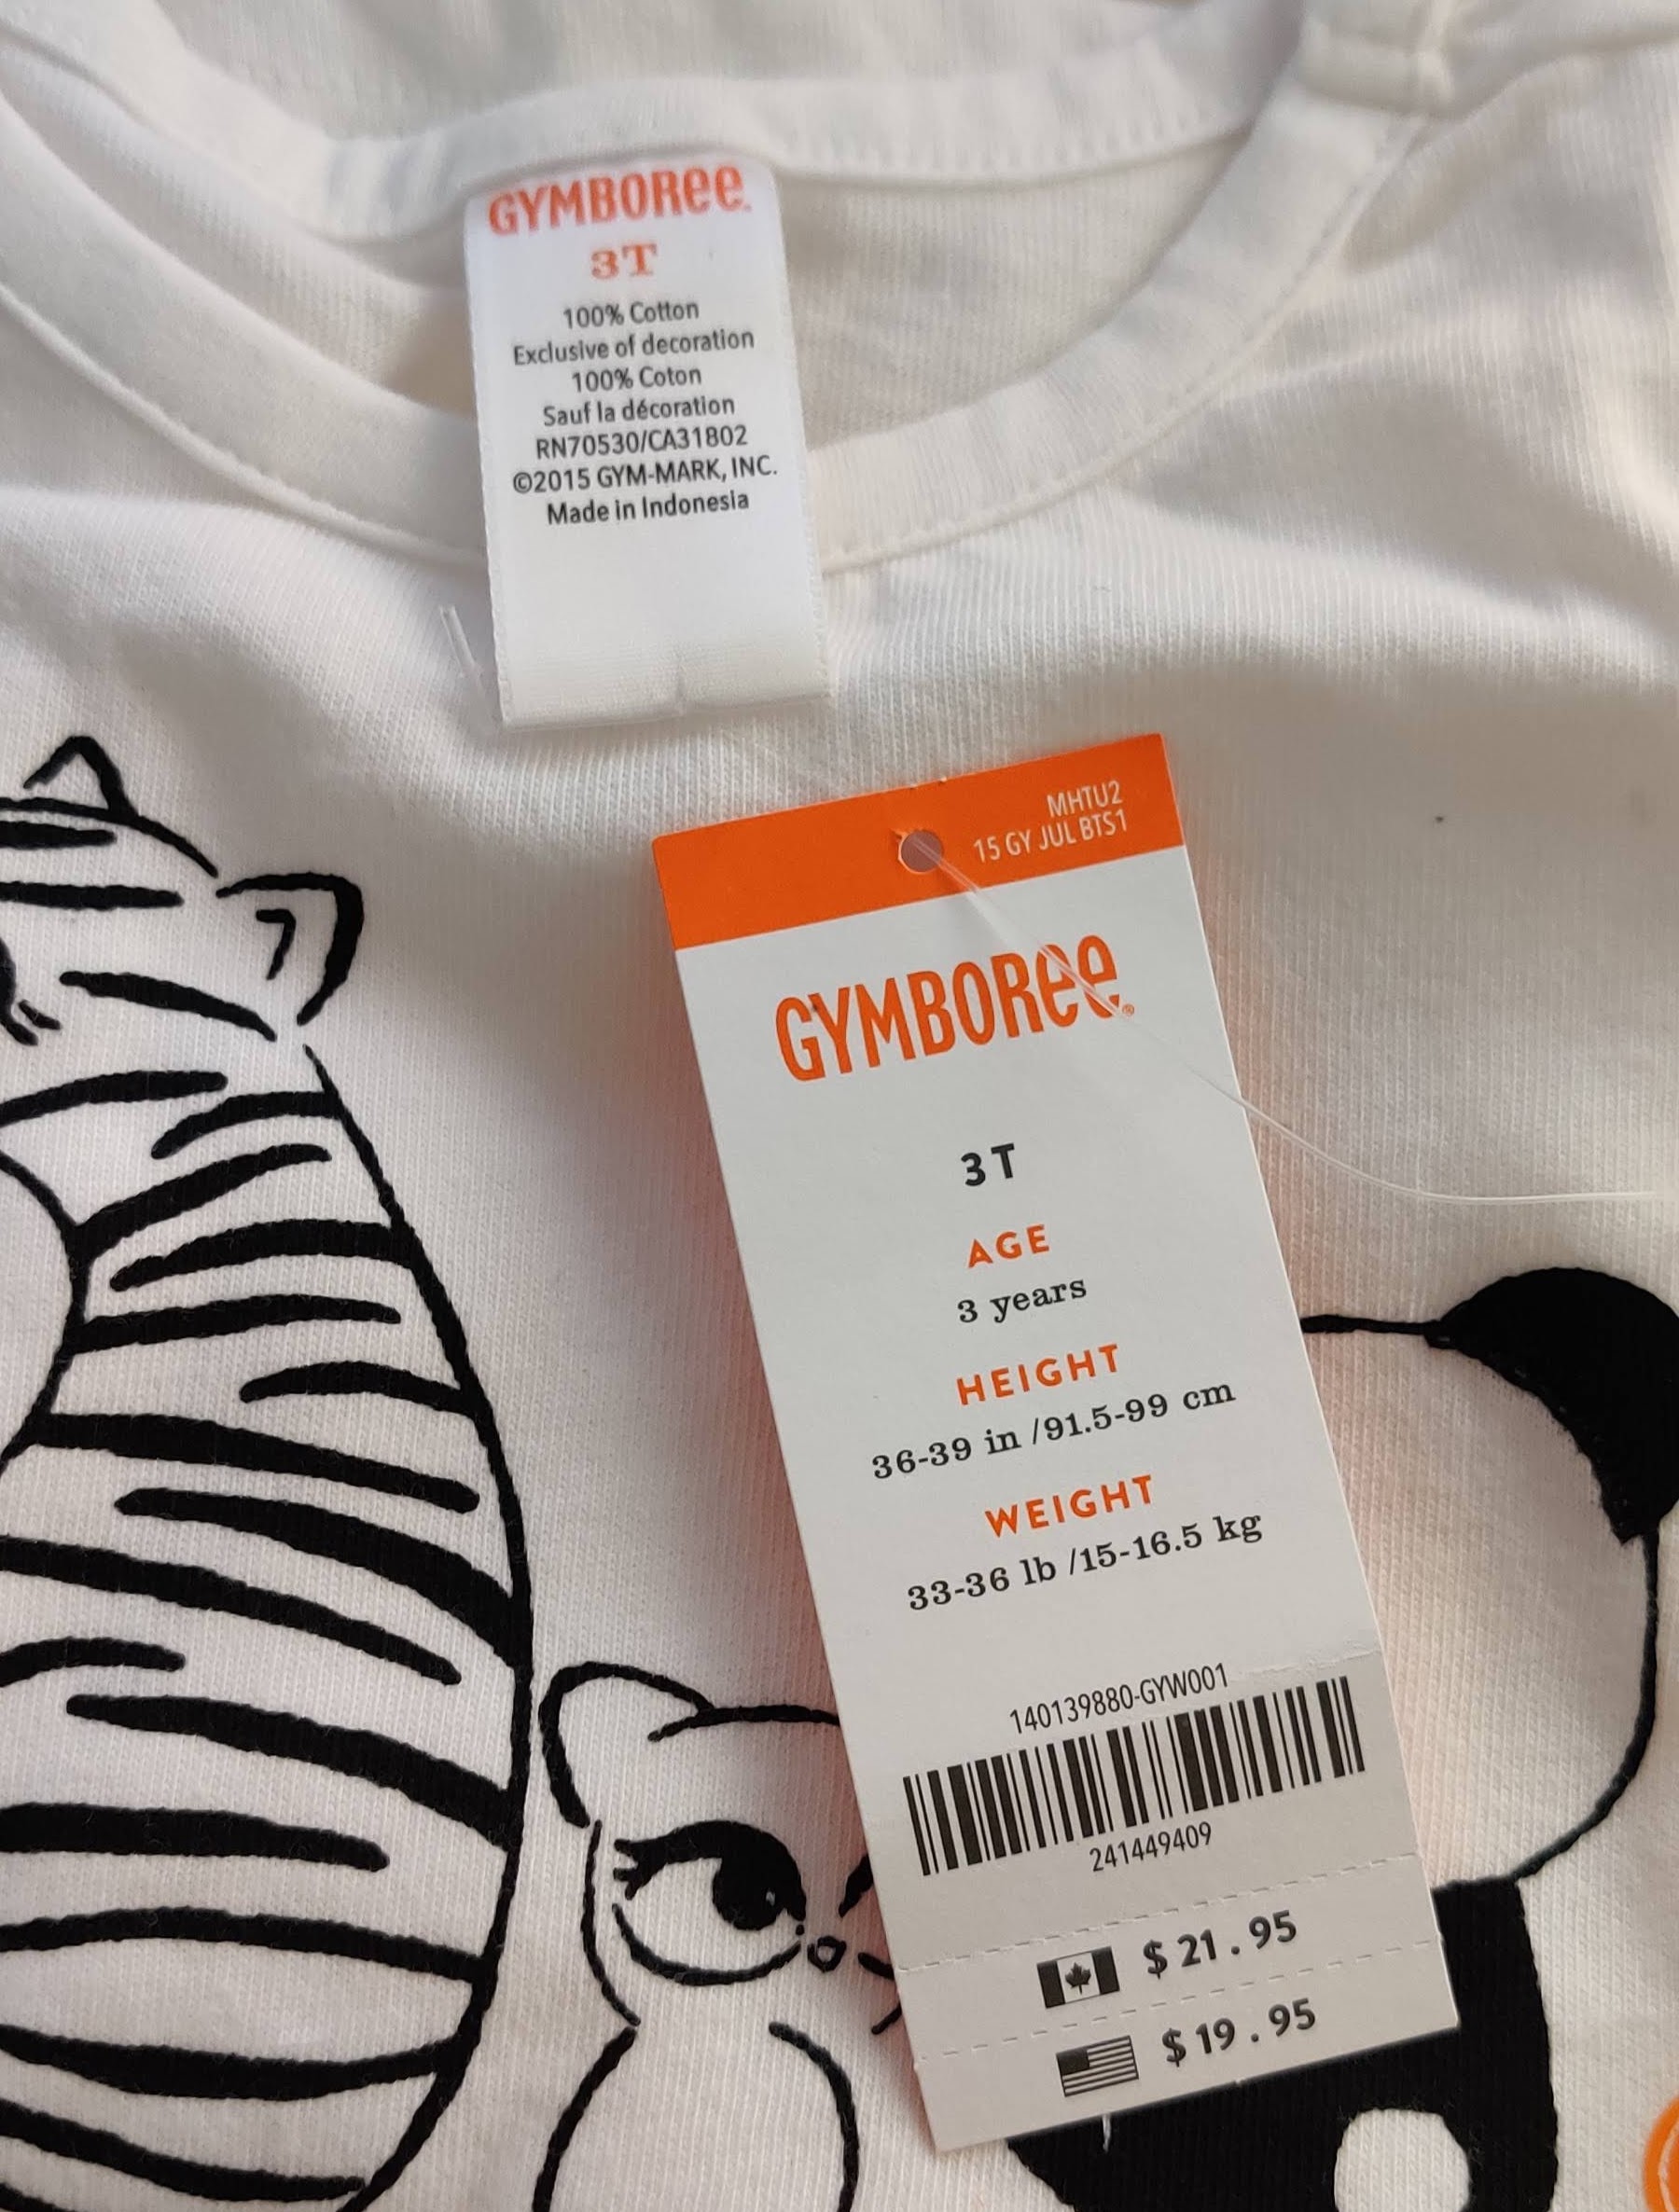 GYMBOREE
3T
100% Cotton
Exclusive of decoration
100% Coton
Sauf la décoration
RN70530/CA31802
©2015 GYM-MARK, INC.
Made in Indonesia
MHTU2
15 GY JUL BTS1
GYMBOREE®
3T
AGE
3 years
HEIGHT
36-39 in /91.5-99 cm
WEIGHT
33-36 lb /15-16.5 kg
140139880-GYW001
241449409
$21.95
$19.95